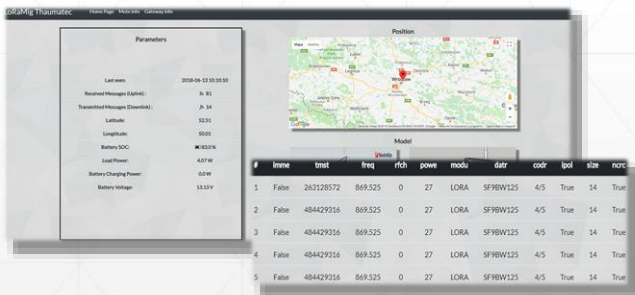 LoRaMig Thaumatec Home Page Mote Info Gateway Info
Parameters
Last seen: 2018-06-13 10:10:10
Received Messages (Uplink) : 81
Transmitted Messages (Downlink) : 14
Latitude: 52.51
Longtitude: 50.01
Battery SOC: 83.0 %
Load Power: 4.07 W
Battery Charging Power: 0.0 W
Battery Voltage: 13.13 V
Position
Wrocław
Google
Model
# imme tmst freq rfch powe modu datr codr ipol size ncrc
1 False 263128572 869.525 0 27 LORA SF9BW125 4/5 True 14 True
2 False 484429316 869.525 0 27 LORA SF9BW125 4/5 True 14 True
3 False 484429316 869.525 0 27 LORA SF9BW125 4/5 True 14 True
4 False 484429316 869.525 0 27 LORA SF9BW125 4/5 True 14 True
5 False 484429316 869.525 0 27 LORA SF9BW125 4/5 True 14 True